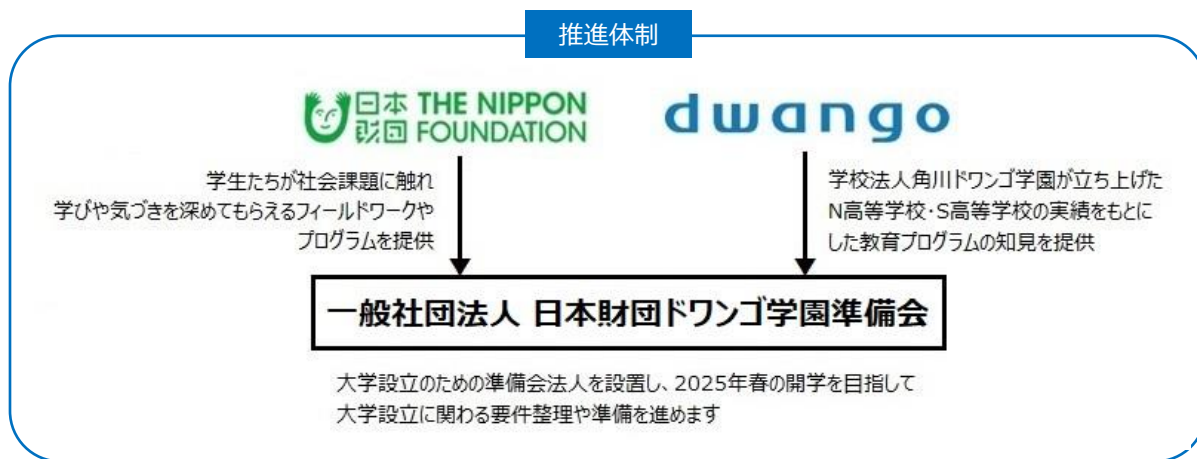 推進体制
日本 THE NIPPON
財団 FOUNDATION
dwango
学生たちが社会課題に触れ
学びや気づきを深めてもらえるフィールドワークや
プログラムを提供
学校法人角川ドワンゴ学園が立ち上げた
N高等学校・S高等学校の実績をもとに
した教育プログラムの知見を提供
一般社団法人 日本財団ドワンゴ学園準備会
大学設立のための準備会法人を設置し、2025年春の開学を目指して
大学設立に関わる要件整理や準備を進めます